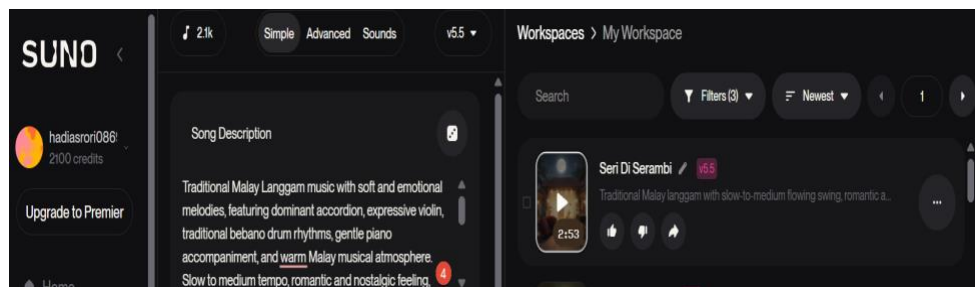 SUNO
hadiasrori086
2100 credits
Upgrade to Premier
Home
2.1k
Simple Advanced Sounds
v5.5
Song Description
Traditional Malay Langgam music with soft and emotional
melodies, featuring dominant accordion, expressive violin,
traditional bebano drum rhythms, gentle piano
accompaniment, and warm Malay musical atmosphere.
Slow to medium tempo, romantic and nostalgic feeling,
4
Workspaces > My Workspace
Search
Filters (3)
Newest
1
2:53
Seri Di Serambi v5.5
Traditional Malay langgam with slow-to-medium flowing swing, romantic a...